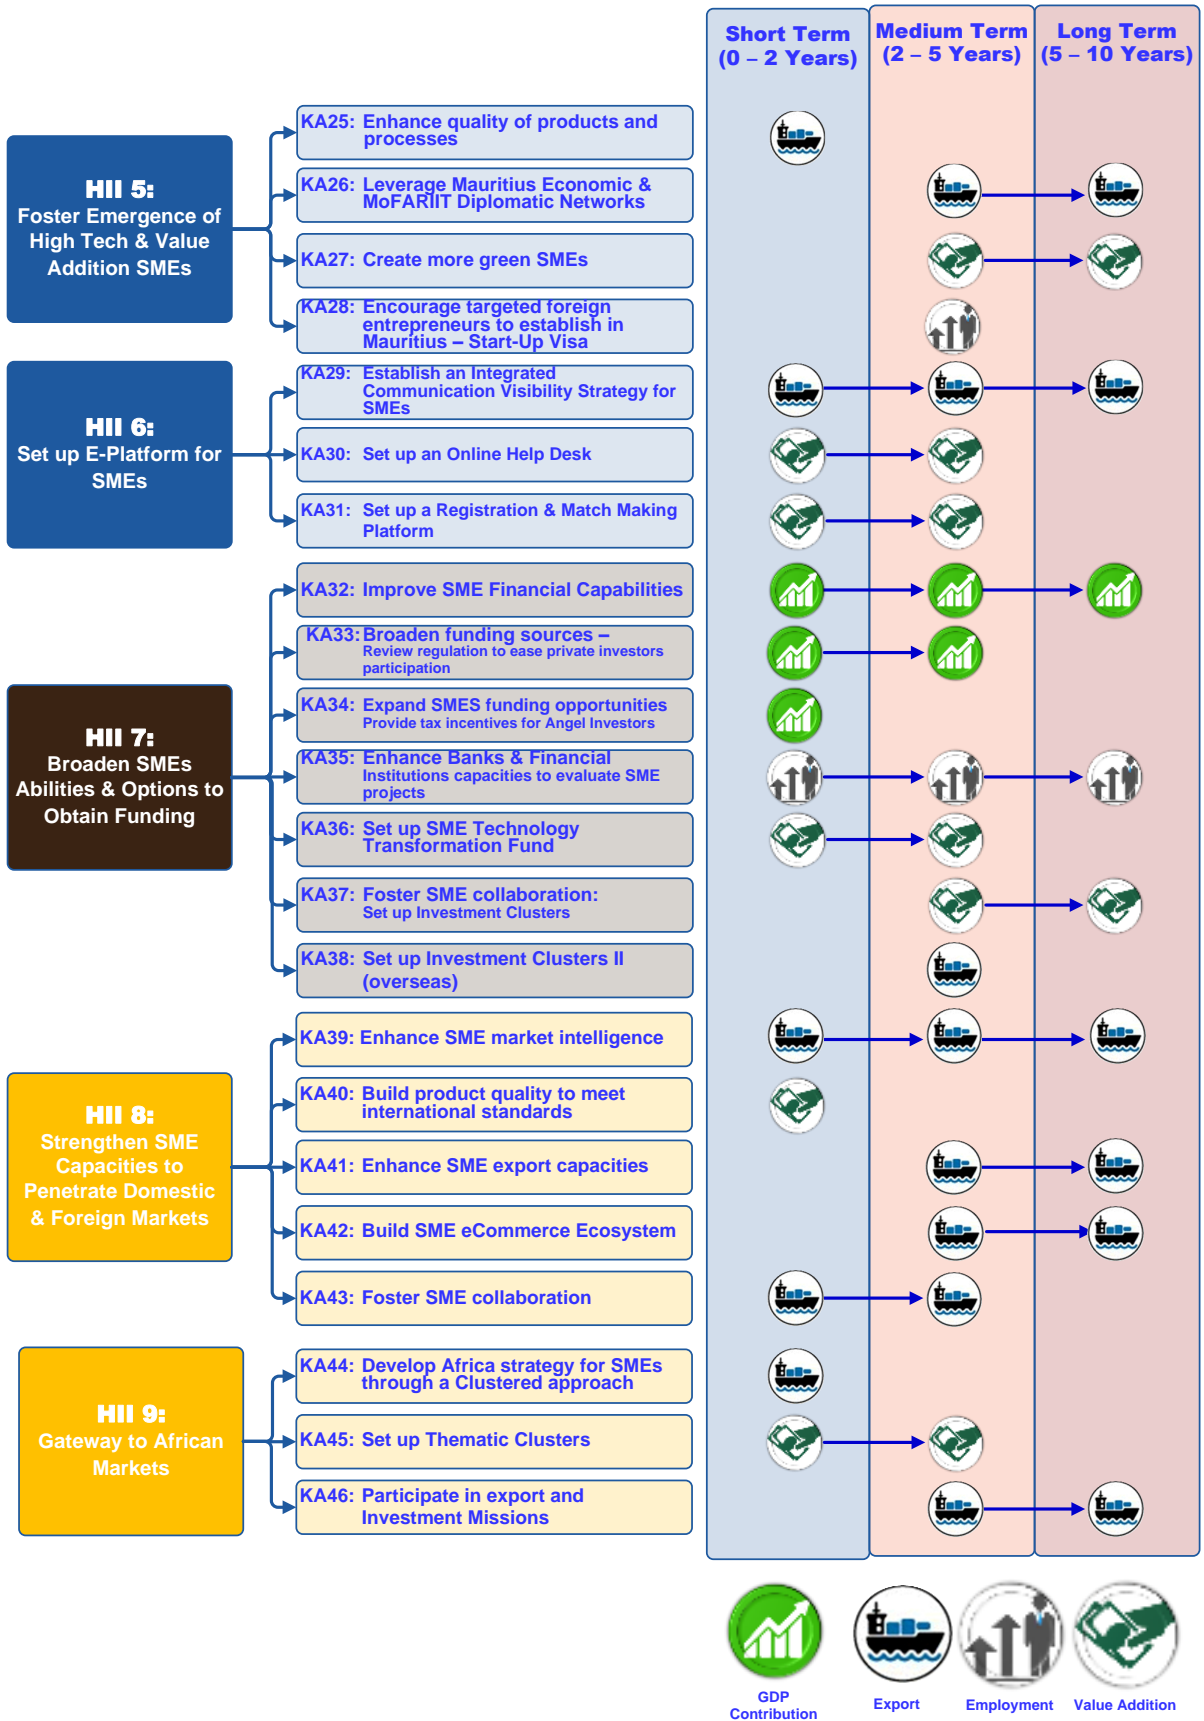 Short Term
(0 – 2 Years)
Medium Term
(2 – 5 Years)
Long Term
(5 – 10 Years)
HII 5:
Foster Emergence of
High Tech & Value
Addition SMEs
KA25: Enhance quality of products and
processes
KA26: Leverage Mauritius Economic &
MoFARIIT Diplomatic Networks
KA27: Create more green SMEs
KA28: Encourage targeted foreign
entrepreneurs to establish in
Mauritius – Start-Up Visa
HII 6:
Set up E-Platform for
SMEs
KA29: Establish an Integrated
Communication Visibility Strategy for
SMEs
KA30: Set up an Online Help Desk
KA31: Set up a Registration & Match Making
Platform
HII 7:
Broaden SMEs
Abilities & Options to
Obtain Funding
KA32: Improve SME Financial Capabilities
KA33: Broaden funding sources –
Review regulation to ease private investors
participation
KA34: Expand SMES funding opportunities
Provide tax incentives for Angel Investors
KA35: Enhance Banks & Financial
Institutions capacities to evaluate SME
projects
KA36: Set up SME Technology
Transformation Fund
KA37: Foster SME collaboration:
Set up Investment Clusters
KA38: Set up Investment Clusters II
(overseas)
HII 8:
Strengthen SME
Capacities to
Penetrate Domestic
& Foreign Markets
KA39: Enhance SME market intelligence
KA40: Build product quality to meet
international standards
KA41: Enhance SME export capacities
KA42: Build SME eCommerce Ecosystem
KA43: Foster SME collaboration
HII 9:
Gateway to African
Markets
KA44: Develop Africa strategy for SMEs
through a Clustered approach
KA45: Set up Thematic Clusters
KA46: Participate in export and
Investment Missions
GDP
Contribution
Export
Employment
Value Addition